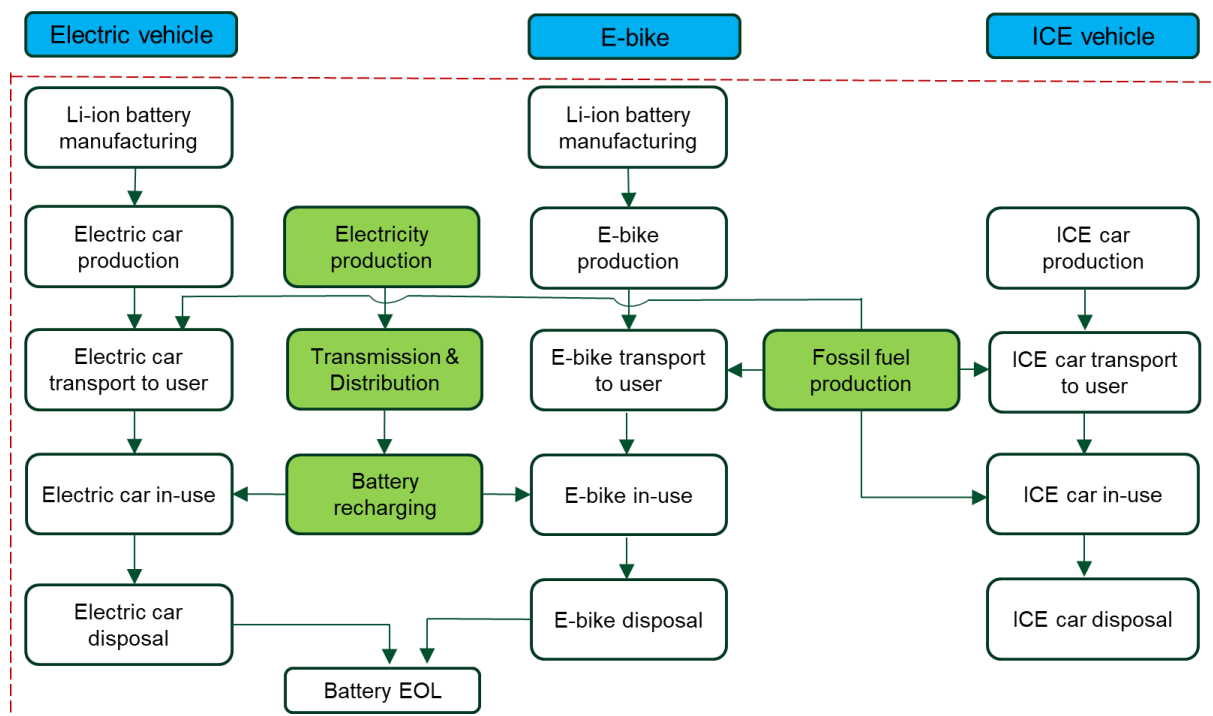 Electric vehicle
E-bike
ICE vehicle
Li-ion battery
manufacturing
Li-ion battery
manufacturing
Electric car
production
Electricity
production
E-bike
production
ICE car
production
Electric car
transport to user
Transmission &
Distribution
E-bike transport
to user
Fossil fuel
production
ICE car transport
to user
Electric car in-use
Battery
recharging
E-bike in-use
ICE car in-use
Electric car
disposal
E-bike disposal
ICE car disposal
Battery EOL